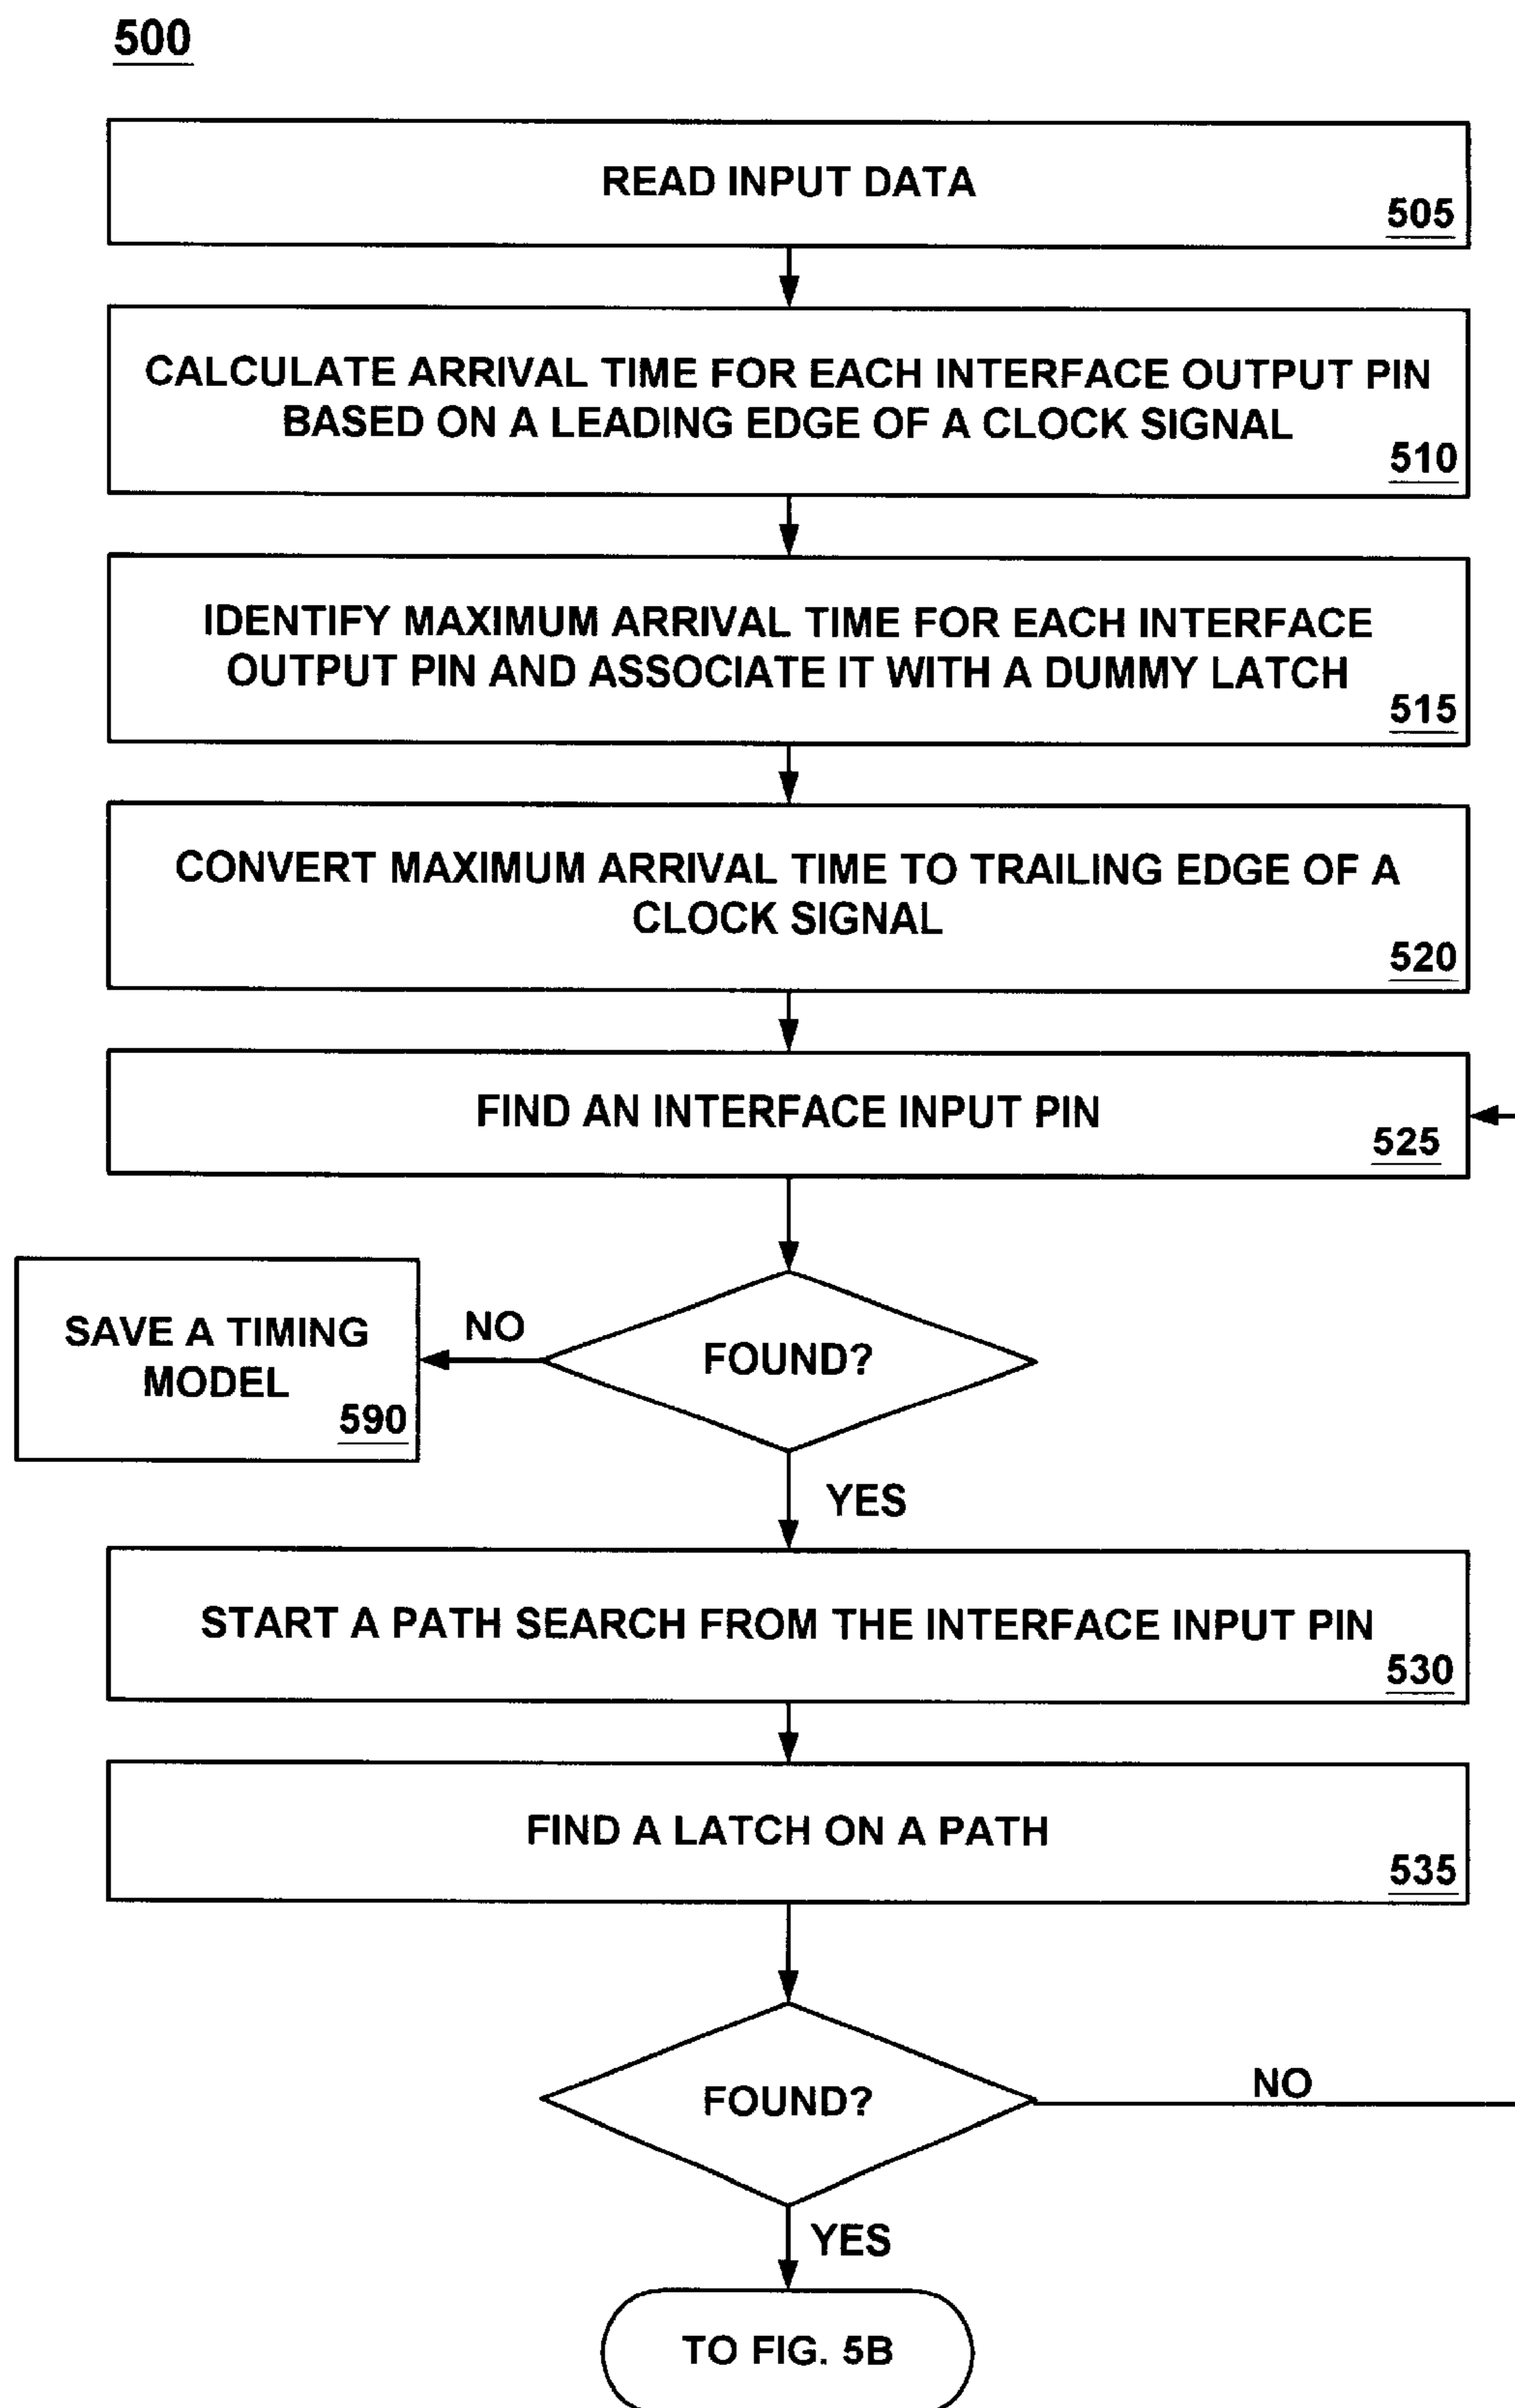 500
READ INPUT DATA
505
CALCULATE ARRIVAL TIME FOR EACH INTERFACE OUTPUT PIN
BASED ON A LEADING EDGE OF A CLOCK SIGNAL
510
IDENTIFY MAXIMUM ARRIVAL TIME FOR EACH INTERFACE
OUTPUT PIN AND ASSOCIATE IT WITH A DUMMY LATCH
515
CONVERT MAXIMUM ARRIVAL TIME TO TRAILING EDGE OF A
CLOCK SIGNAL
520
FIND AN INTERFACE INPUT PIN
525
SAVE A TIMING
MODEL
590
NO
FOUND?
YES
START A PATH SEARCH FROM THE INTERFACE INPUT PIN
530
FIND A LATCH ON A PATH
535
FOUND?
NO
YES
TO FIG. 5B